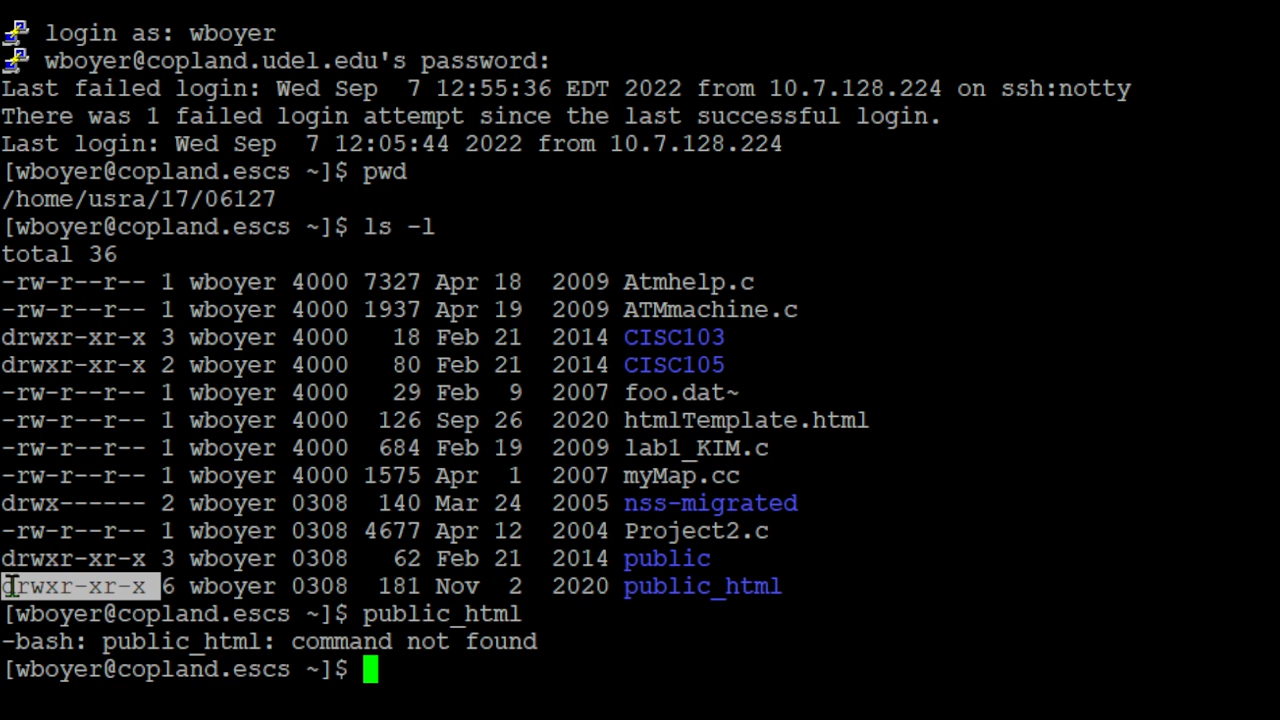 login as: wboyer
wboyer@copland.udel.edu's password:
Last failed login: Wed Sep  7 12:55:36 EDT 2022 from 10.7.128.224 on ssh:notty
There was 1 failed login attempt since the last successful login.
Last login: Wed Sep  7 12:05:44 2022 from 10.7.128.224
[wboyer@copland.escs ~]$ pwd
/home/usra/17/06127
[wboyer@copland.escs ~]$ ls -l
total 36
-rw-r--r-- 1 wboyer 4000 7327 Apr 18  2009 Atmhelp.c
-rw-r--r-- 1 wboyer 4000 1937 Apr 19  2009 ATMmachine.c
drwxr-xr-x 3 wboyer 4000   18 Feb 21  2014 CISC103
drwxr-xr-x 2 wboyer 4000   80 Feb 21  2014 CISC105
-rw-r--r-- 1 wboyer 4000   29 Feb  9  2007 foo.dat~
-rw-r--r-- 1 wboyer 4000  126 Sep 26  2020 htmlTemplate.html
-rw-r--r-- 1 wboyer 4000  684 Feb 19  2009 lab1_KIM.c
-rw-r--r-- 1 wboyer 4000 1575 Apr  1  2007 myMap.cc
drwx------ 2 wboyer 0308  140 Mar 24  2005 nss-migrated
-rw-r--r-- 1 wboyer 0308 4677 Apr 12  2004 Project2.c
drwxr-xr-x 3 wboyer 0308   62 Feb 21  2014 public
drwxr-xr-x 6 wboyer 0308  181 Nov  2  2020 public_html
[wboyer@copland.escs ~]$ public_html
-bash: public_html: command not found
[wboyer@copland.escs ~]$